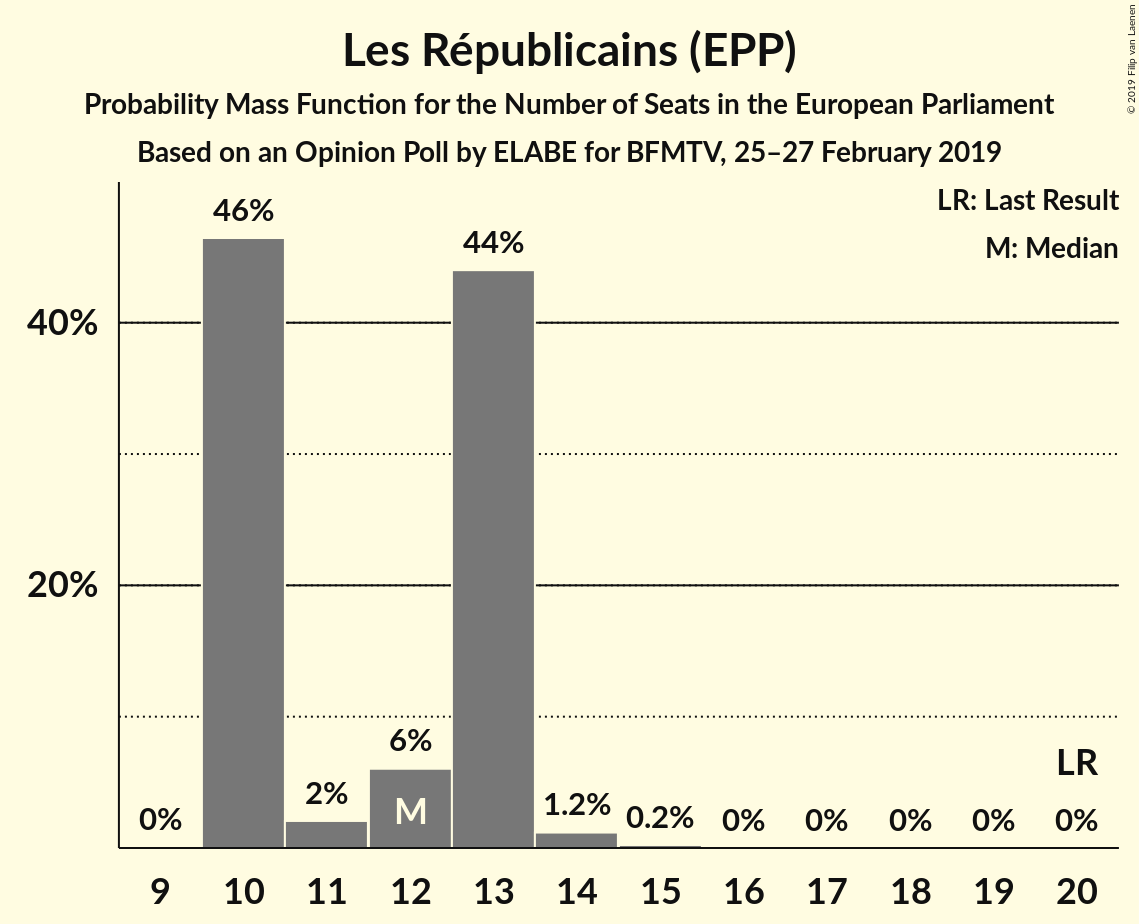 Les Républicains (EPP)
Probability Mass Function for the Number of Seats in the European Parliament
Based on an Opinion Poll by ELABE for BFMTV, 25–27 February 2019
© 2019 Filip van Laenen
LR: Last Result
M: Median
40%
20%
0%
46%
2%
6%
M
44%
1.2%
0.2%
0%
0%
0%
0%
LR
0%
9 10 11 12 13 14 15 16 17 18 19 20